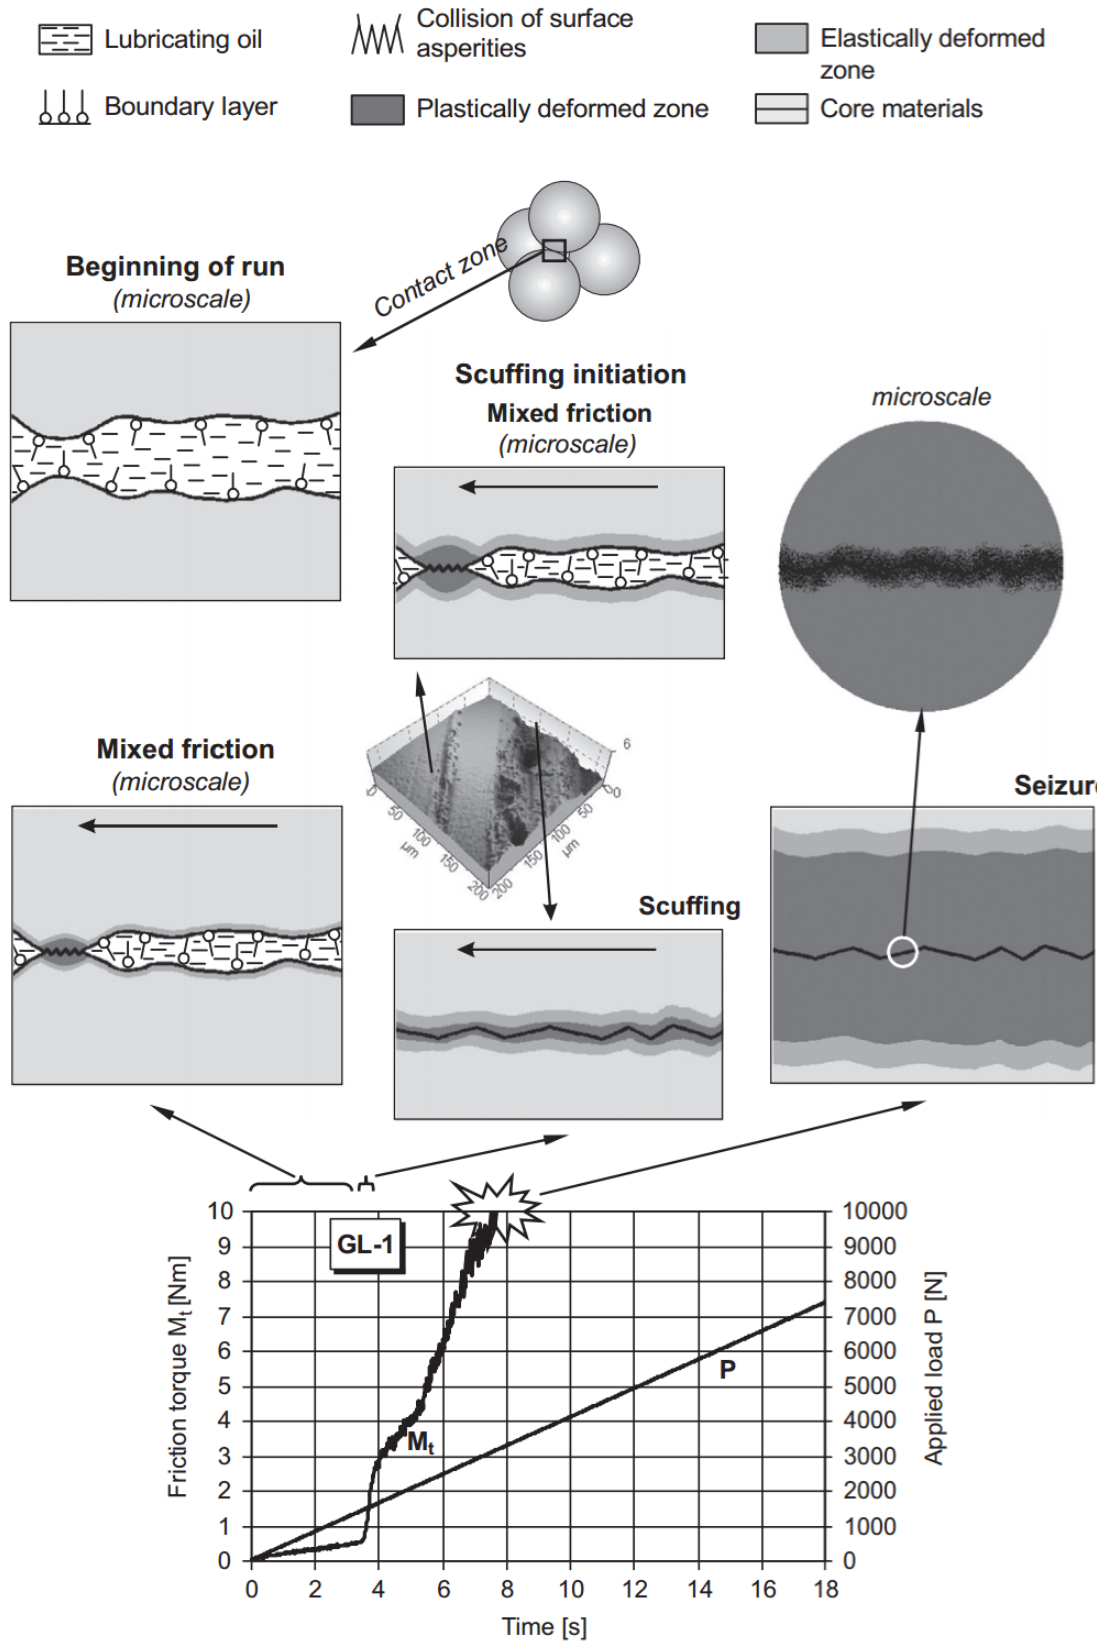 Lubricating oil
Collision of surface
asperities
Elastically deformed
zone
Boundary layer
Plastically deformed zone
Core materials
Contact zone
Beginning of run
(microscale)
Scuffing initiation
Mixed friction
(microscale)
microscale
Mixed friction
(microscale)
6
0
0
50
100
150
200
µm
200
150
100
50
µm
Seizure
Scuffing
GL-1
10
9
8
7
6
5
4
3
2
1
0
Friction torque Mt [Nm]
Mt
P
10000
9000
8000
7000
6000
5000
4000
3000
2000
1000
0
Applied load P [N]
0 2 4 6 8 10 12 14 16 18
Time [s]